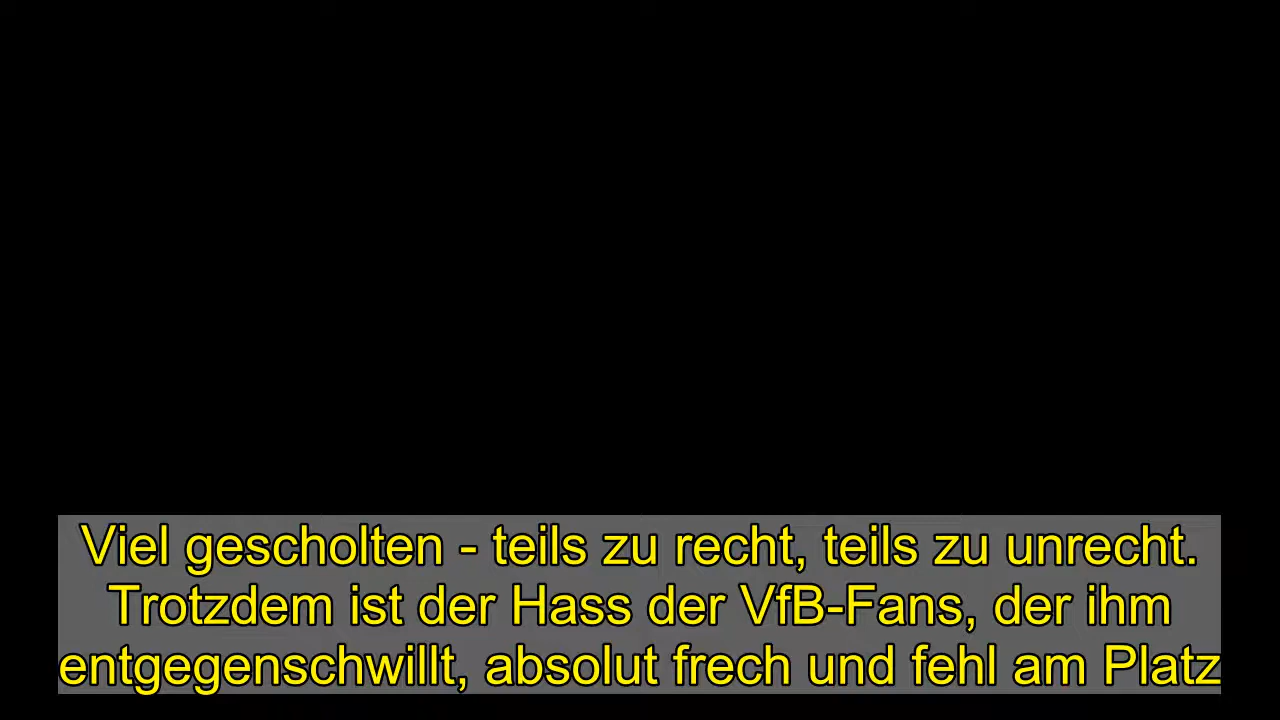 Viel gescholten - teils zu recht, teils zu unrecht.
Trotzdem ist der Hass der VfB-Fans, der ihm
entgegenschwillt, absolut frech und fehl am Platz